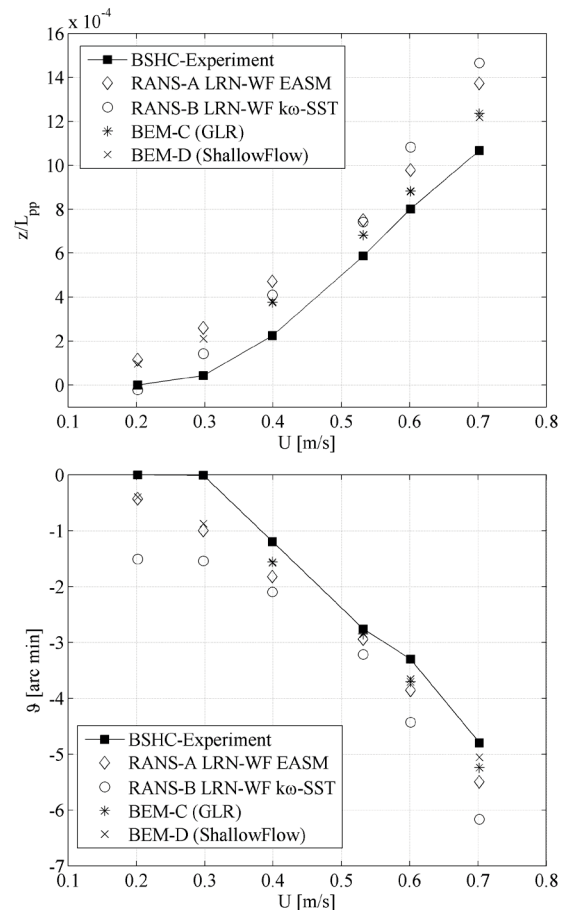 x 10⁻⁴
16
14
12
10
8
6
4
2
0
z/Lpp
BSHC-Experiment
RANS-A LRN-WF EASM
RANS-B LRN-WF kω-SST
BEM-C (GLR)
BEM-D (ShallowFlow)
0.1 0.2 0.3 0.4 0.5 0.6 0.7 0.8
U [m/s]
0
-1
-2
-3
-4
-5
-6
-7
ϑ [arc min]
BSHC-Experiment
RANS-A LRN-WF EASM
RANS-B LRN-WF kω-SST
BEM-C (GLR)
BEM-D (ShallowFlow)
0.1 0.2 0.3 0.4 0.5 0.6 0.7 0.8
U [m/s]